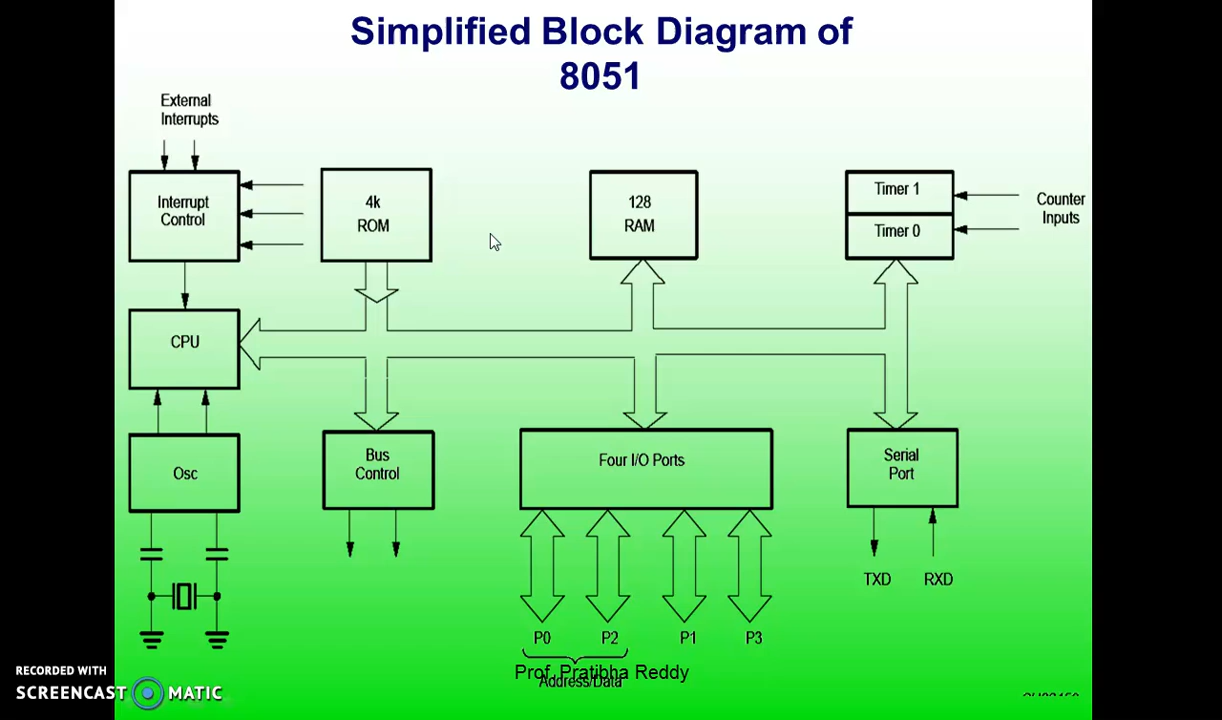 Simplified Block Diagram of
8051
External
Interrupts
Interrupt
Control
4k
ROM
128
RAM
Timer 1
Timer 0
Counter
Inputs
CPU
Osc
Bus
Control
Four I/O Ports
Serial
Port
TXD
RXD
P0
P2
P1
P3
Prof. Pratibha Reddy
Address/Data
RECORDED WITH
SCREENCAST MATIC